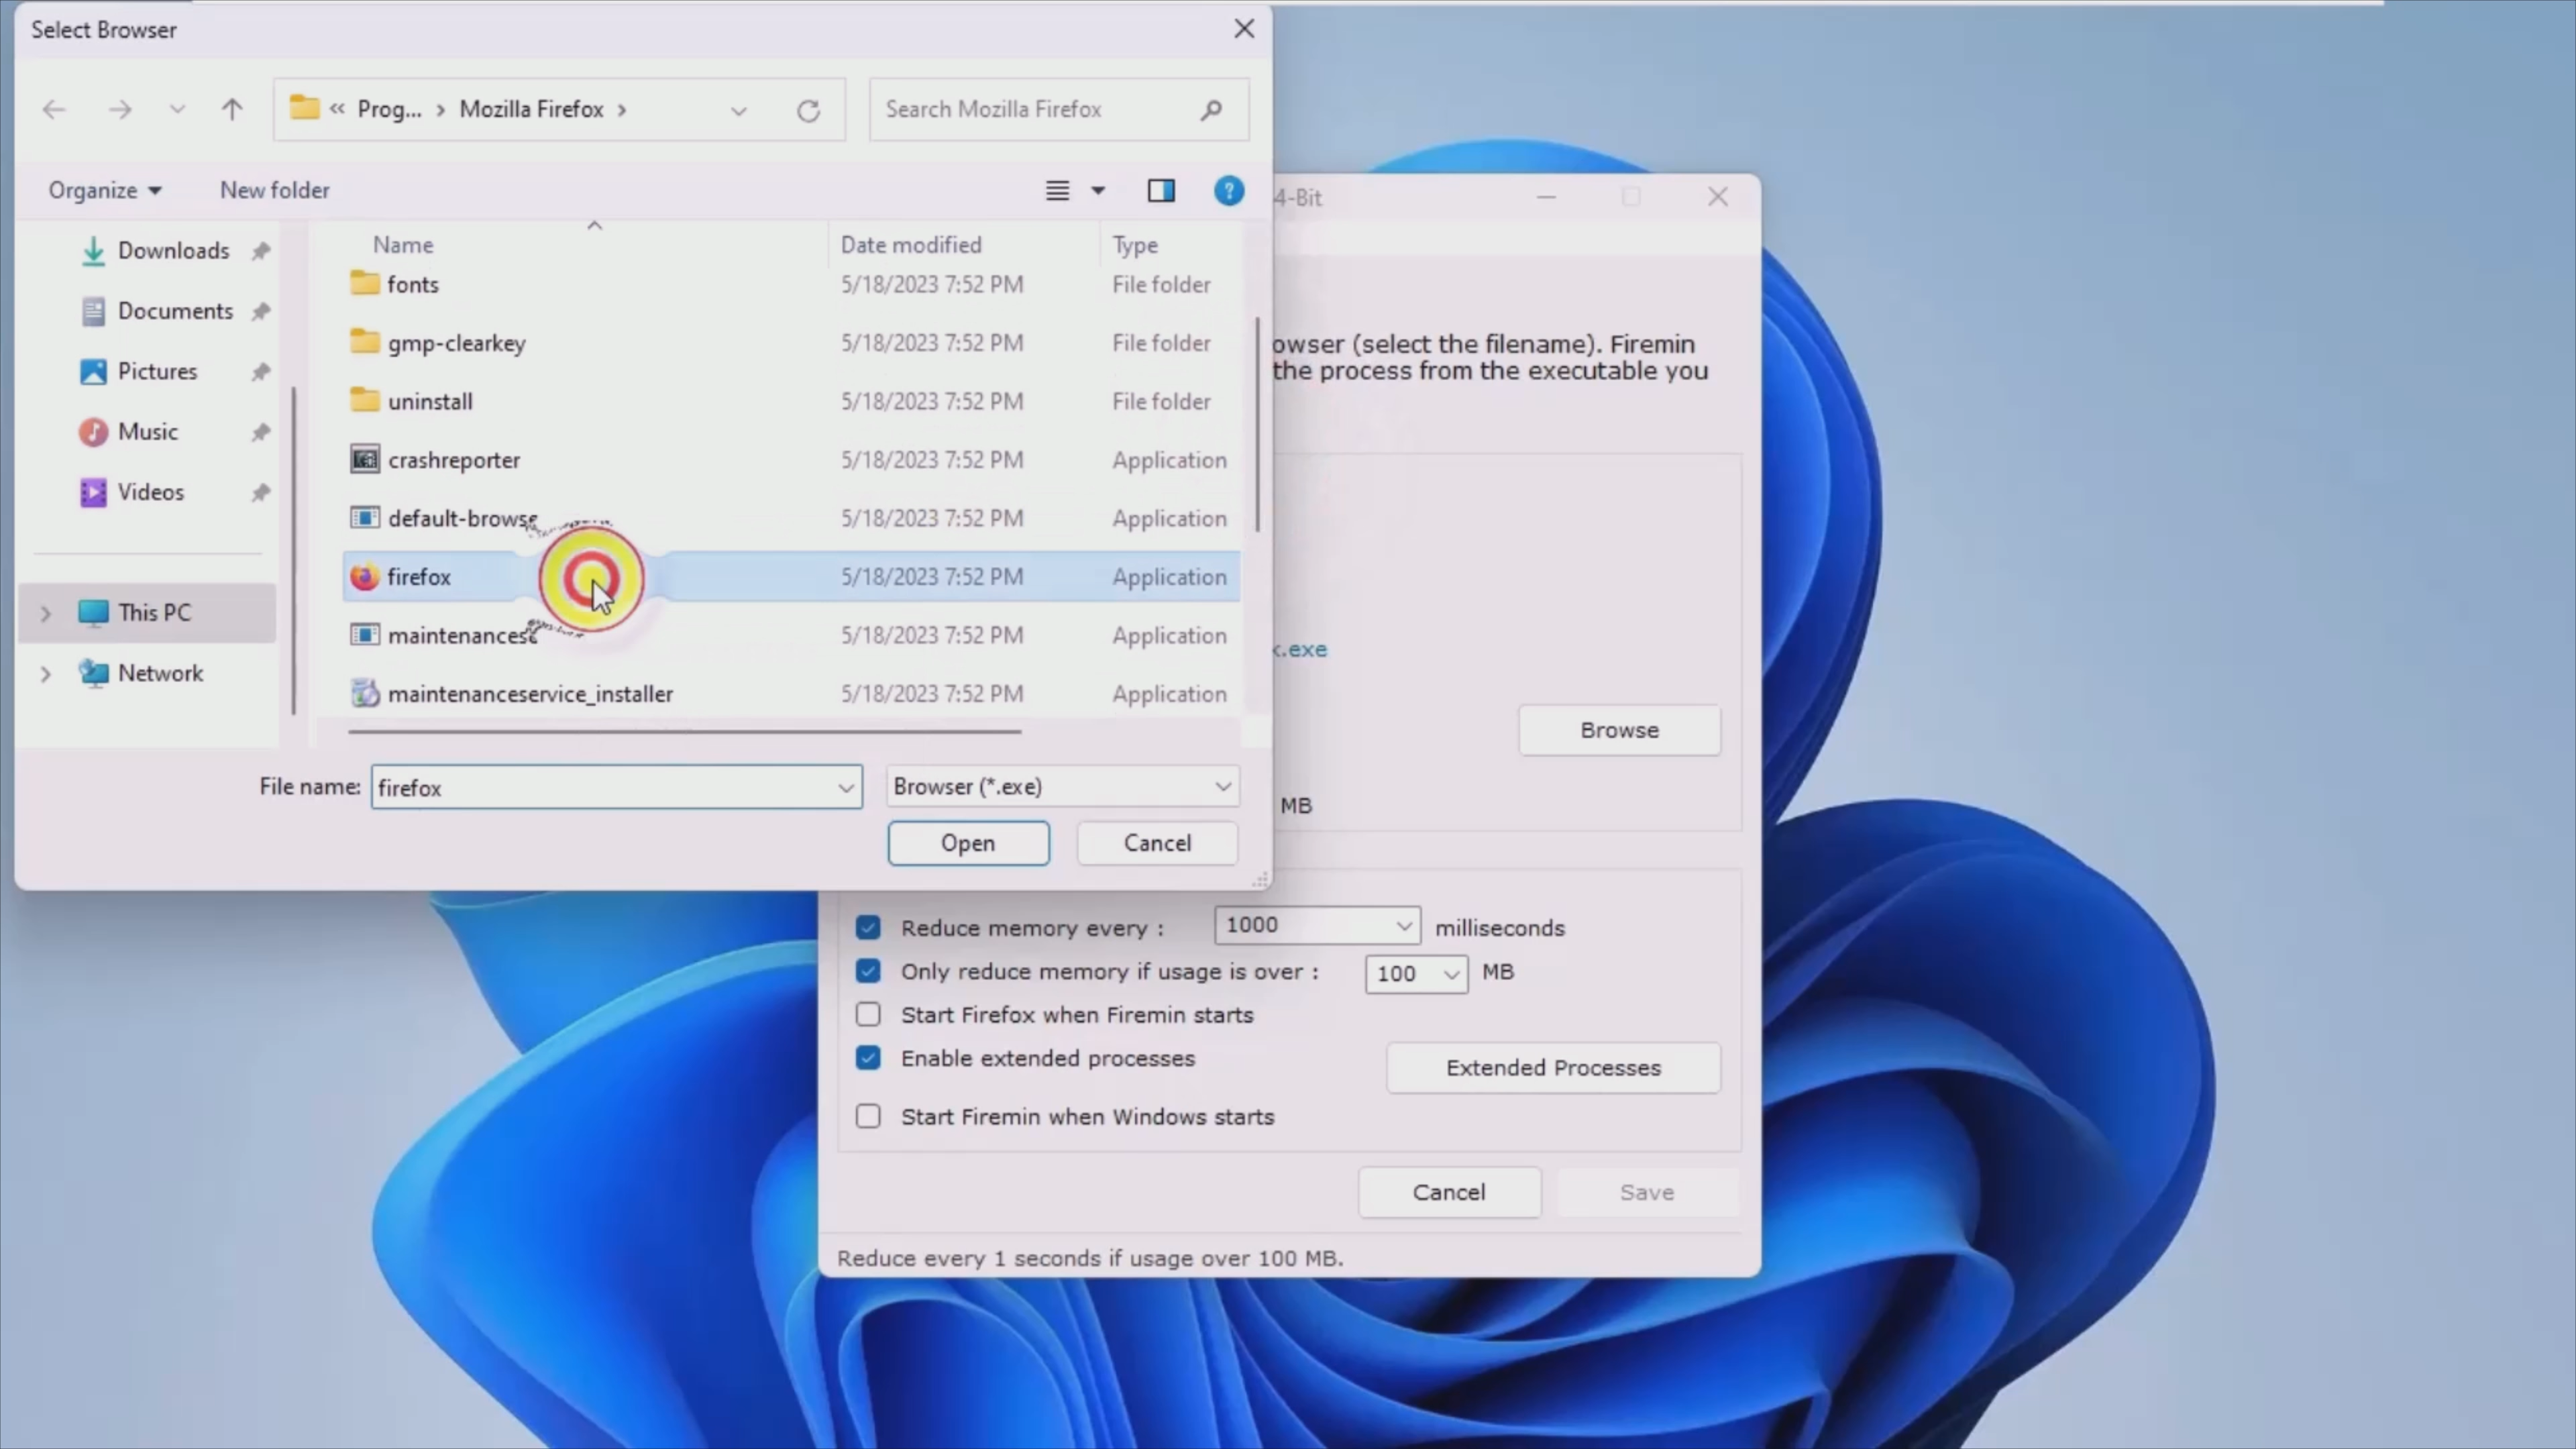 Select Browser
Prog... Mozilla Firefox
Search Mozilla Firefox
Organize New folder
4-Bit
Downloads
Documents
Pictures
Music
Videos
This PC
Network
Name Date modified Type
fonts 5/18/2023 7:52 PM File folder
gmp-clearkey 5/18/2023 7:52 PM File folder
uninstall 5/18/2023 7:52 PM File folder
crashreporter 5/18/2023 7:52 PM Application
default-browse 5/18/2023 7:52 PM Application
firefox 5/18/2023 7:52 PM Application
maintenancese 5/18/2023 7:52 PM Application
maintenanceservice_installer 5/18/2023 7:52 PM Application
File name: firefox Browser (*.exe)
Open Cancel
owser (select the filename). Firemin
the process from the executable you
.exe
Browse
MB
Reduce memory every : 1000 milliseconds
Only reduce memory if usage is over : 100 MB
Start Firefox when Firemin starts
Enable extended processes
Extended Processes
Start Firemin when Windows starts
Cancel Save
Reduce every 1 seconds if usage over 100 MB.